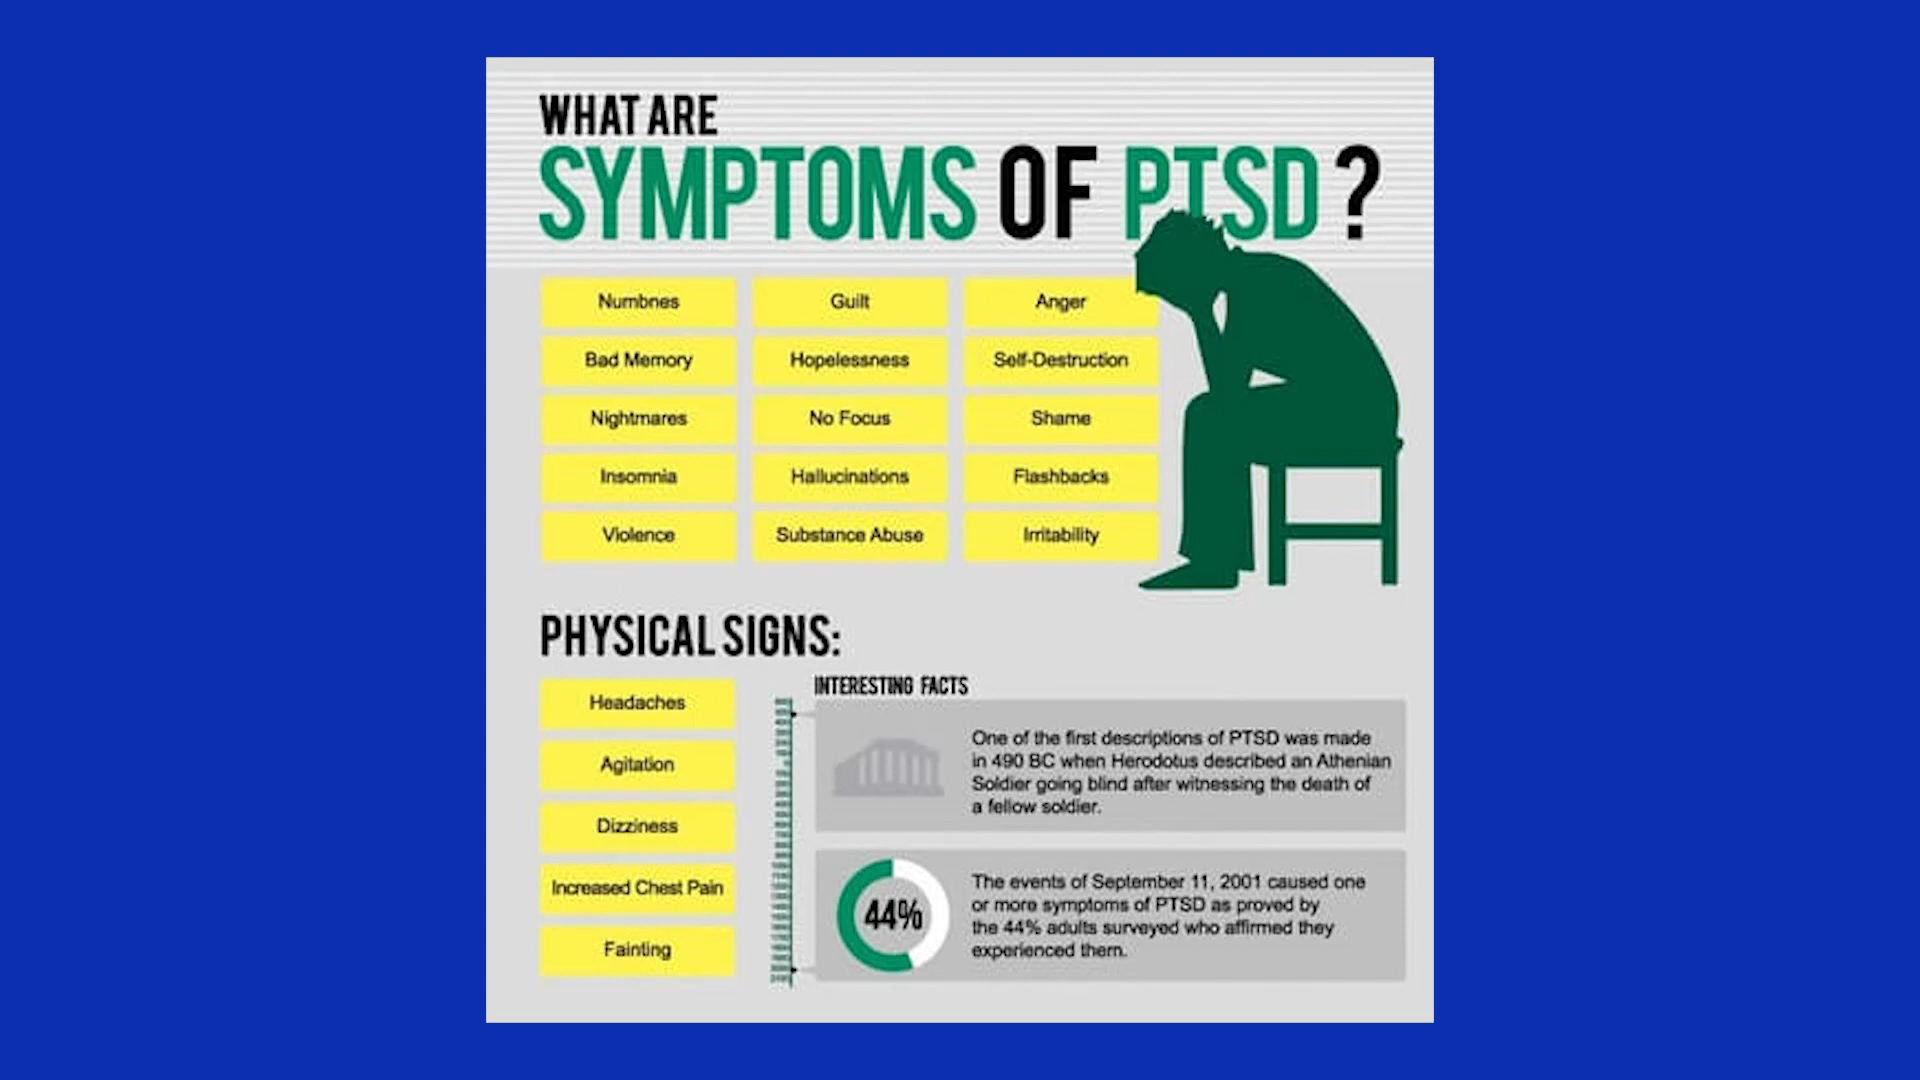 WHAT ARE
SYMPTOMS OF PTSD?
Numbnes
Guilt
Anger
Bad Memory
Hopelessness
Self-Destruction
Nightmares
No Focus
Shame
Insomnia
Hallucinations
Flashbacks
Violence
Substance Abuse
Irritability
PHYSICAL SIGNS:
Headaches
Agitation
Dizziness
Increased Chest Pain
Fainting
INTERESTING FACTS
One of the first descriptions of PTSD was made
in 490 BC when Herodotus described an Athenian
Soldier going blind after witnessing the death of
a fellow soldier.
44%
The events of September 11, 2001 caused one
or more symptoms of PTSD as proved by
the 44% adults surveyed who affirmed they
experienced them.